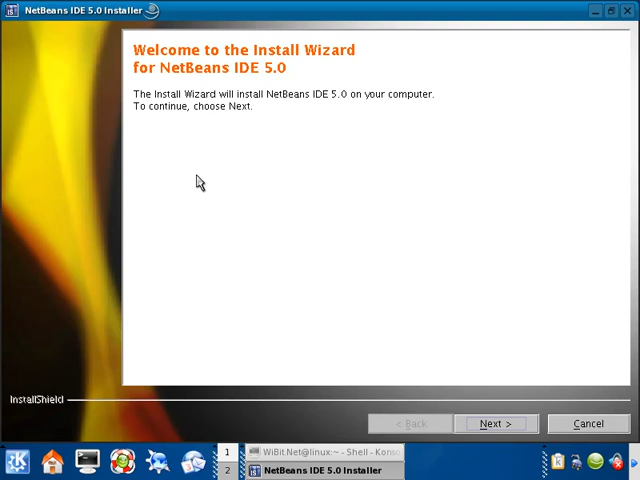 NetBeans IDE 5.0 Installer
Welcome to the Install Wizard
for NetBeans IDE 5.0
The Install Wizard will install NetBeans IDE 5.0 on your computer.
To continue, choose Next.
InstallShield
< Back
Next >
Cancel
1
WiBit.Net@linux:~ - Shell - Konso
2
NetBeans IDE 5.0 Installer